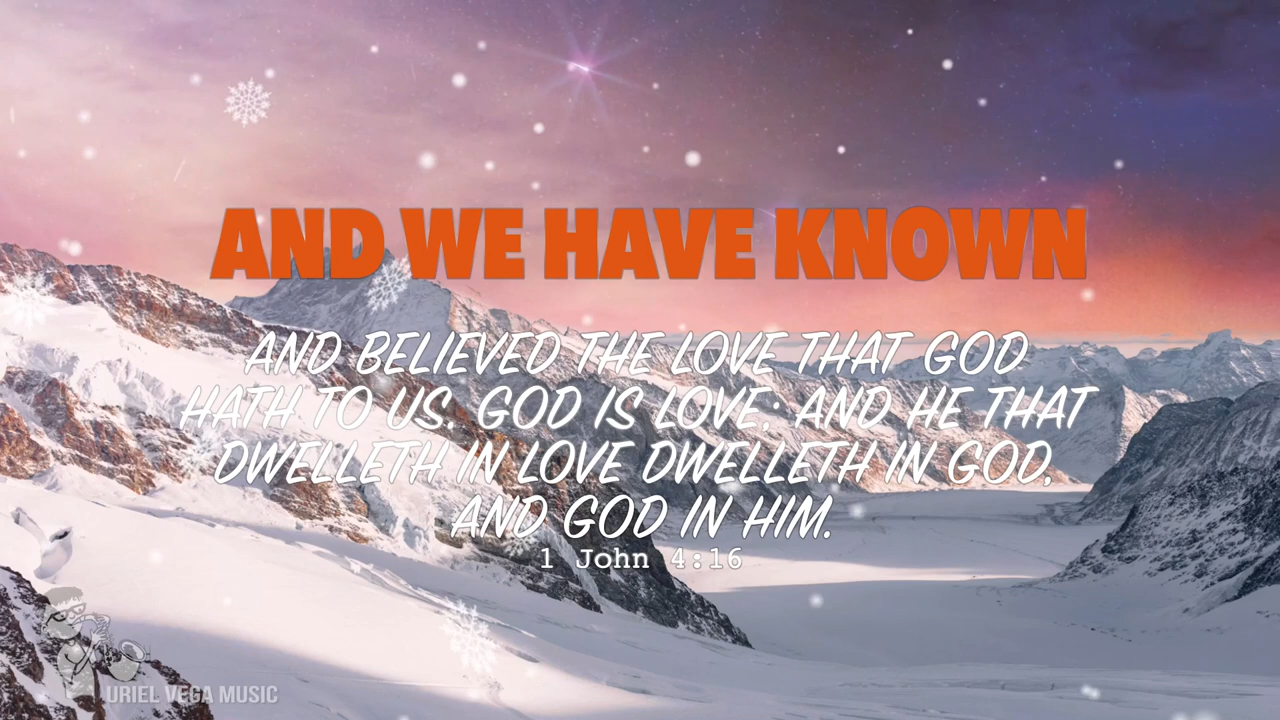 AND WE HAVE KNOWN
AND BELIEVED THE LOVE THAT GOD
HATH TO US. GOD IS LOVE; AND HE THAT
DWELLETH IN LOVE DWELLETH IN GOD,
AND GOD IN HIM.
1 John 4:16
URIEL VEGA MUSIC